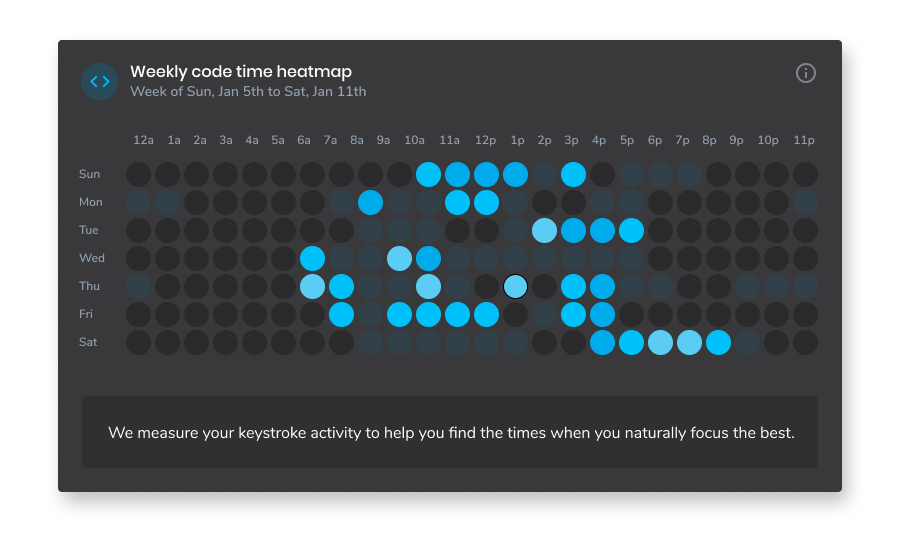 Weekly code time heatmap
Week of Sun, Jan 5th to Sat, Jan 11th
12a 1a 2a 3a 4a 5a 6a 7a 8a 9a 10a 11a 12p 1p 2p 3p 4p 5p 6p 7p 8p 9p 10p 11p
Sun
Mon
Tue
Wed
Thu
Fri
Sat
We measure your keystroke activity to help you find the times when you naturally focus the best.